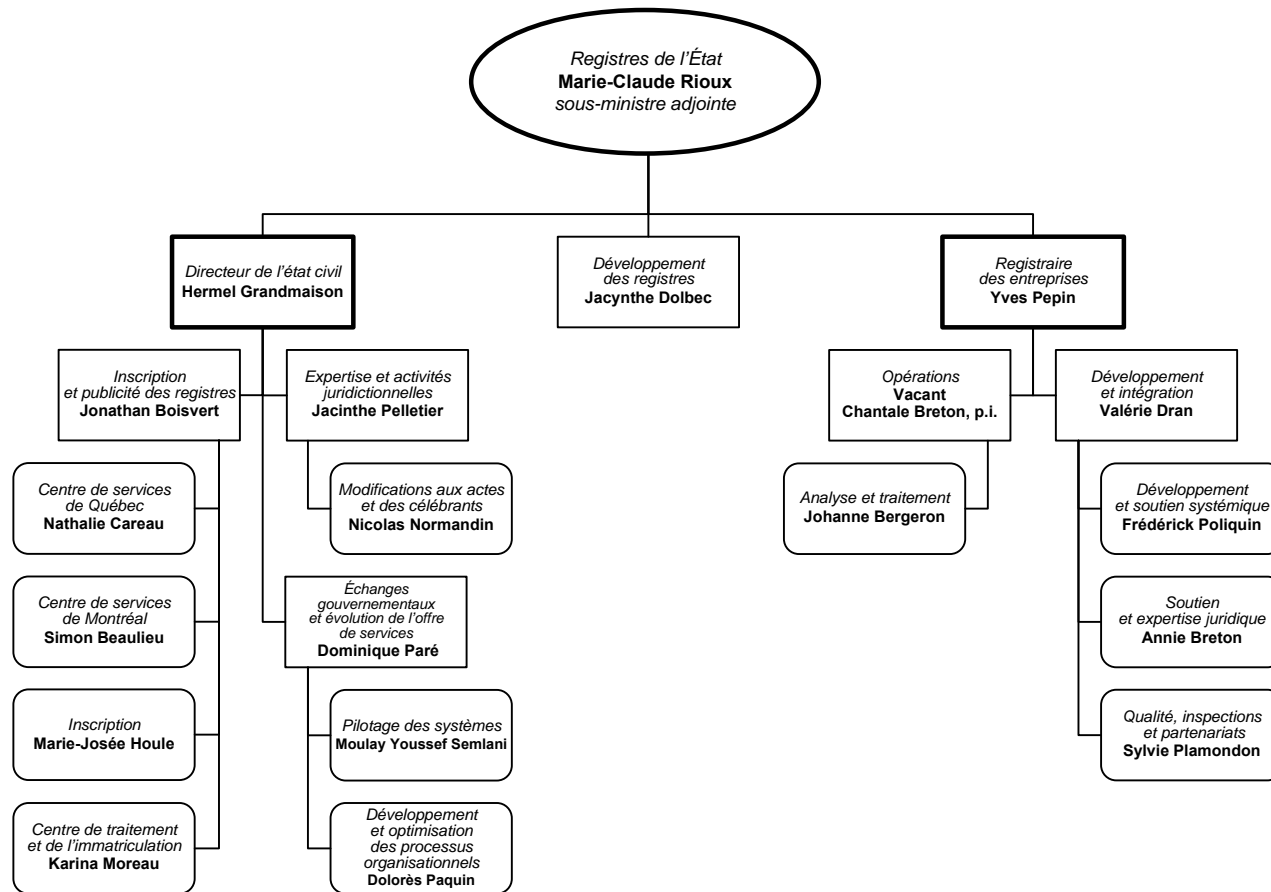 Registres de l’État
Marie-Claude Rioux
sous-ministre adjointe
Directeur de l’état civil
Hermel Grandmaison
Développement
des registres
Jacynthe Dolbec
Registraire
des entreprises
Yves Pepin
Inscription
et publicité des registres
Jonathan Boisvert
Expertise et activités
juridictionnelles
Jacinthe Pelletier
Opérations
Vacant
Chantale Breton, p.i.
Développement
et intégration
Valérie Dran
Centre de services
de Québec
Nathalie Careau
Modifications aux actes
et des célébrants
Nicolas Normandin
Analyse et traitement
Johanne Bergeron
Développement
et soutien systémique
Frédérick Poliquin
Centre de services
de Montréal
Simon Beaulieu
Échanges
gouvernementaux
et évolution de l’offre
de services
Dominique Paré
Soutien
et expertise juridique
Annie Breton
Inscription
Marie-Josée Houle
Pilotage des systèmes
Moulay Youssef Semlani
Qualité, inspections
et partenariats
Sylvie Plamondon
Centre de traitement
et de l’immatriculation
Karina Moreau
Développement
et optimisation
des processus
organisationnels
Dolorès Paquin